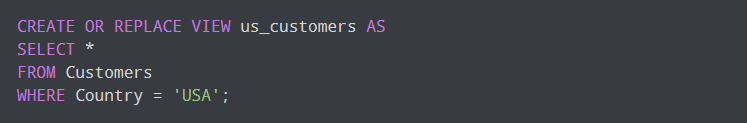 CREATE OR REPLACE VIEW us_customers AS
SELECT *
FROM Customers
WHERE Country = 'USA';